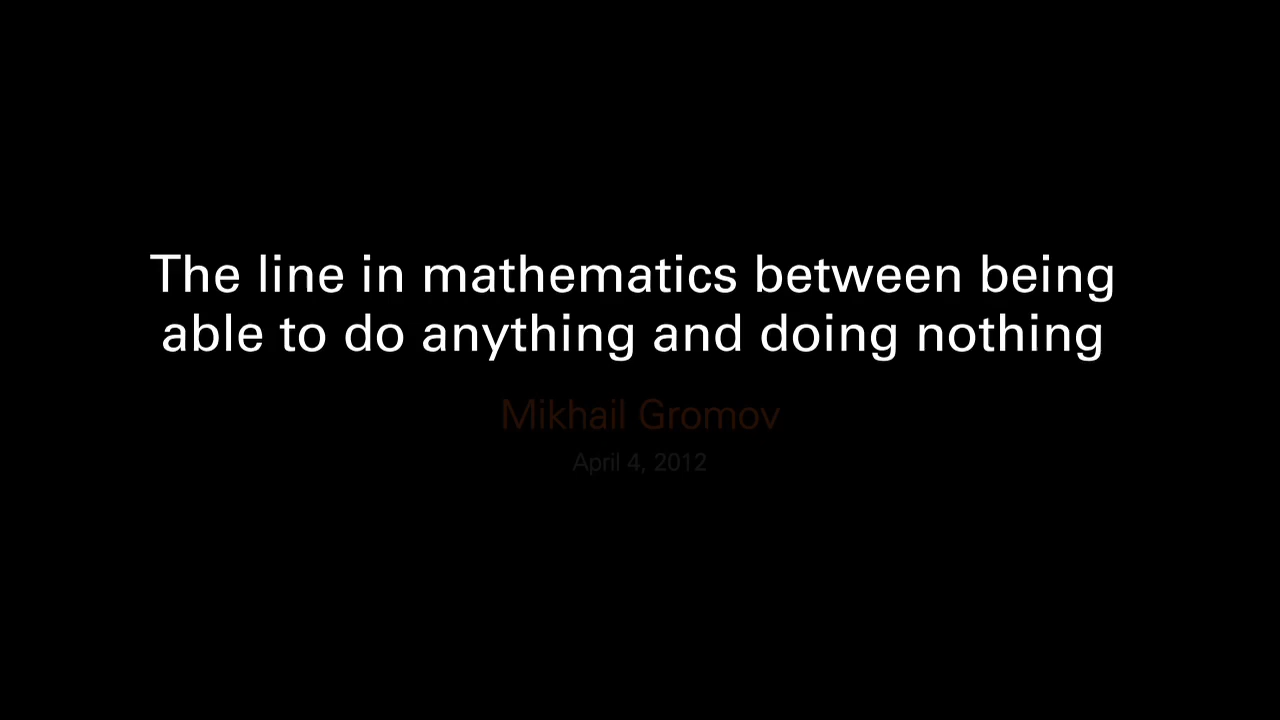 The line in mathematics between being
able to do anything and doing nothing
Mikhail Gromov
April 4, 2012